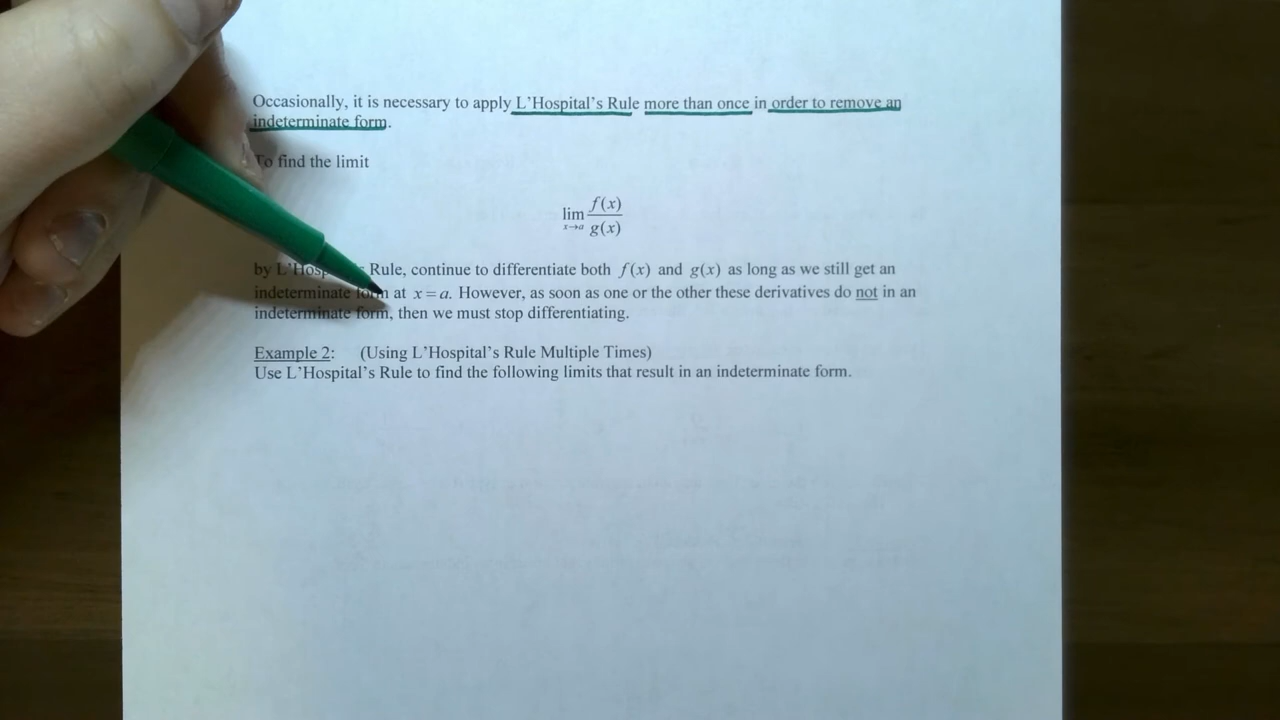 Occasionally, it is necessary to apply L'Hospital's Rule more than once in order to remove an
indeterminate form.
To find the limit
lim x→a f(x)/g(x)
by L'Hospital's Rule, continue to differentiate both f(x) and g(x) as long as we still get an
indeterminate form at x = a. However, as soon as one or the other these derivatives do not in an
indeterminate form, then we must stop differentiating.
Example 2: (Using L'Hospital's Rule Multiple Times)
Use L'Hospital's Rule to find the following limits that result in an indeterminate form.